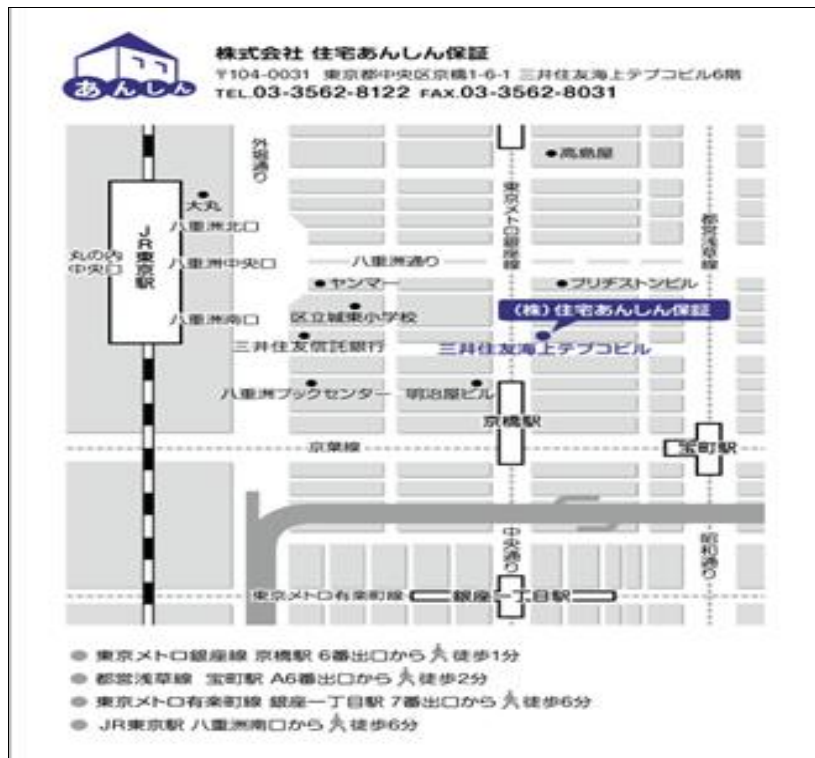 あんしん
株式会社 住宅あんしん保証
〒104-0031 東京都中央区京橋1-6-1 三井住友海上テプコビル6階
TEL.03-3562-8122 FAX.03-3562-8031
外堀通り
高島屋
大丸
東京メトロ銀座線
都営浅草線
JR東京駅
八重洲北口
丸の内
中央口
八重洲中央口
八重洲通り
ヤンマー
ブリヂストンビル
八重洲南口
区立城東小学校
(株)住宅あんしん保証
三井住友信託銀行
三井住友海上テプコビル
八重洲ブックセンター
明治屋ビル
京橋駅
京葉線
宝町駅
中央通り
昭和通り
東京メトロ有楽町線
銀座一丁目駅
東京メトロ銀座線 京橋駅 6番出口から 徒歩1分
都営浅草線 宝町駅 A6番出口から 徒歩2分
東京メトロ有楽町線 銀座一丁目駅 7番出口から 徒歩6分
JR東京駅 八重洲南口から 徒歩6分